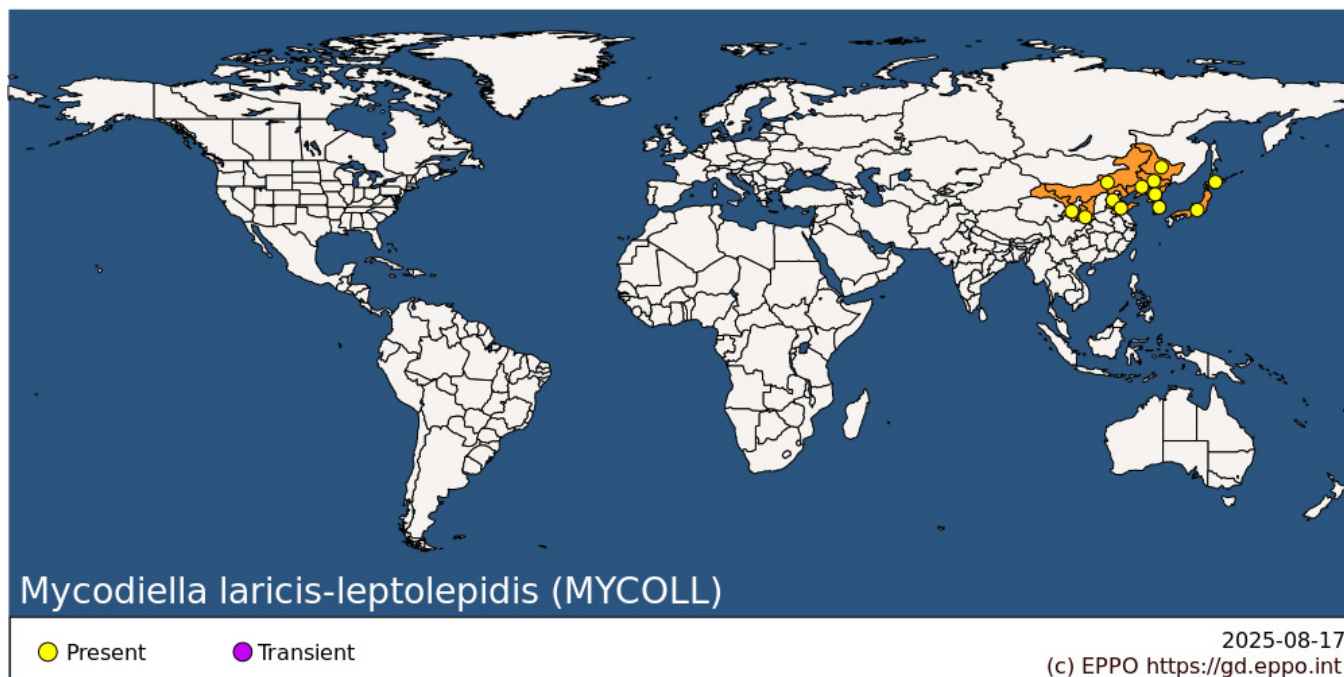 Mycodiella laricis-leptolepidis (MYCOLL)
Present
Transient
2025-08-17
(c) EPPO https://gd.eppo.int